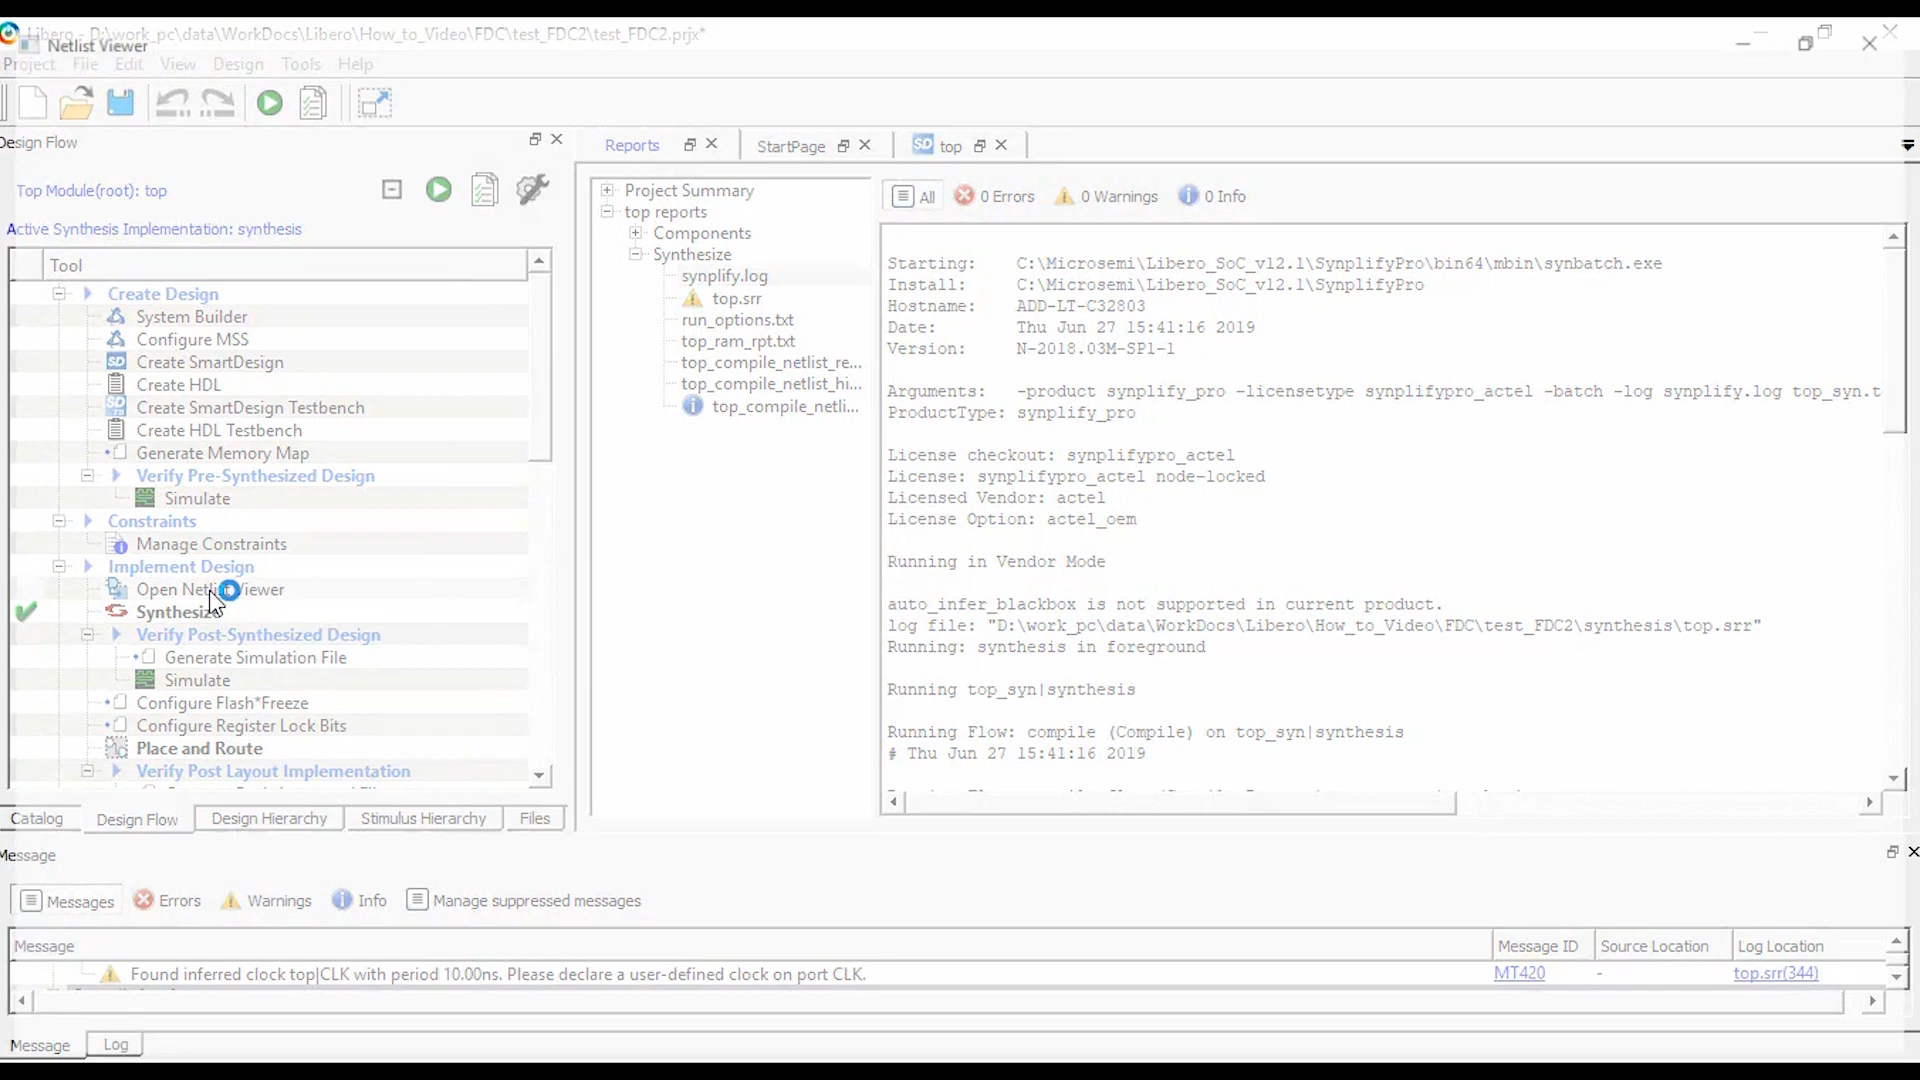 Libero - D:\work_pc\data\WorkDocs\Libero\How_to_Video\FDC\test_FDC2\test_FDC2.prjx*
Netlist Viewer
Project File Edit View Design Tools Help
Design Flow
Top Module(root): top
Active Synthesis Implementation: synthesis
Tool
Create Design
System Builder
Configure MSS
Create SmartDesign
Create HDL
Create SmartDesign Testbench
Create HDL Testbench
Generate Memory Map
Verify Pre-Synthesized Design
Simulate
Constraints
Manage Constraints
Implement Design
Open Netlist Viewer
Synthesize
Verify Post-Synthesized Design
Generate Simulation File
Simulate
Configure Flash*Freeze
Configure Register Lock Bits
Place and Route
Verify Post Layout Implementation
Catalog Design Flow Design Hierarchy Stimulus Hierarchy Files
Reports StartPage top
Project Summary
top reports
Components
Synthesize
synplify.log
top.srr
run_options.txt
top_ram_rpt.txt
top_compile_netlist_re...
top_compile_netlist_hi...
top_compile_netli...
All 0 Errors 0 Warnings 0 Info
Starting: C:\Microsemi\Libero_SoC_v12.1\SynplifyPro\bin64\mbin\synbatch.exe
Install: C:\Microsemi\Libero_SoC_v12.1\SynplifyPro
Hostname: ADD-LT-C32803
Date: Thu Jun 27 15:41:16 2019
Version: N-2018.03M-SP1-1
Arguments: -product synplify_pro -licensetype synplifypro_actel -batch -log synplify.log top_syn.t
ProductType: synplify_pro
License checkout: synplifypro_actel
License: synplifypro_actel node-locked
Licensed Vendor: actel
License Option: actel_oem
Running in Vendor Mode
auto_infer_blackbox is not supported in current product.
log file: "D:\work_pc\data\WorkDocs\Libero\How_to_Video\FDC\test_FDC2\synthesis\top.srr"
Running: synthesis in foreground
Running top_syn|synthesis
Running Flow: compile (Compile) on top_syn|synthesis
# Thu Jun 27 15:41:16 2019
Message
Messages Errors Warnings Info Manage suppressed messages
Message Message ID Source Location Log Location
Found inferred clock top|CLK with period 10.00ns. Please declare a user-defined clock on port CLK. MT420 - top.srr(344)
Message Log